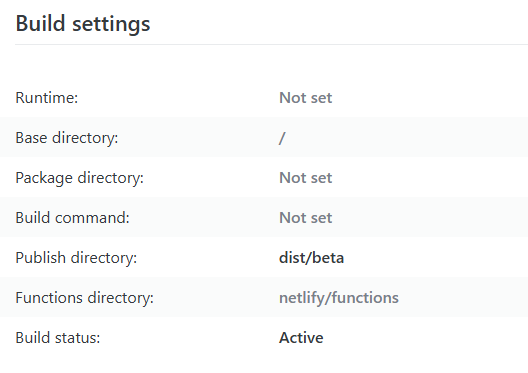 Build settings
Runtime: Not set
Base directory: /
Package directory: Not set
Build command: Not set
Publish directory: dist/beta
Functions directory: netlify/functions
Build status: Active